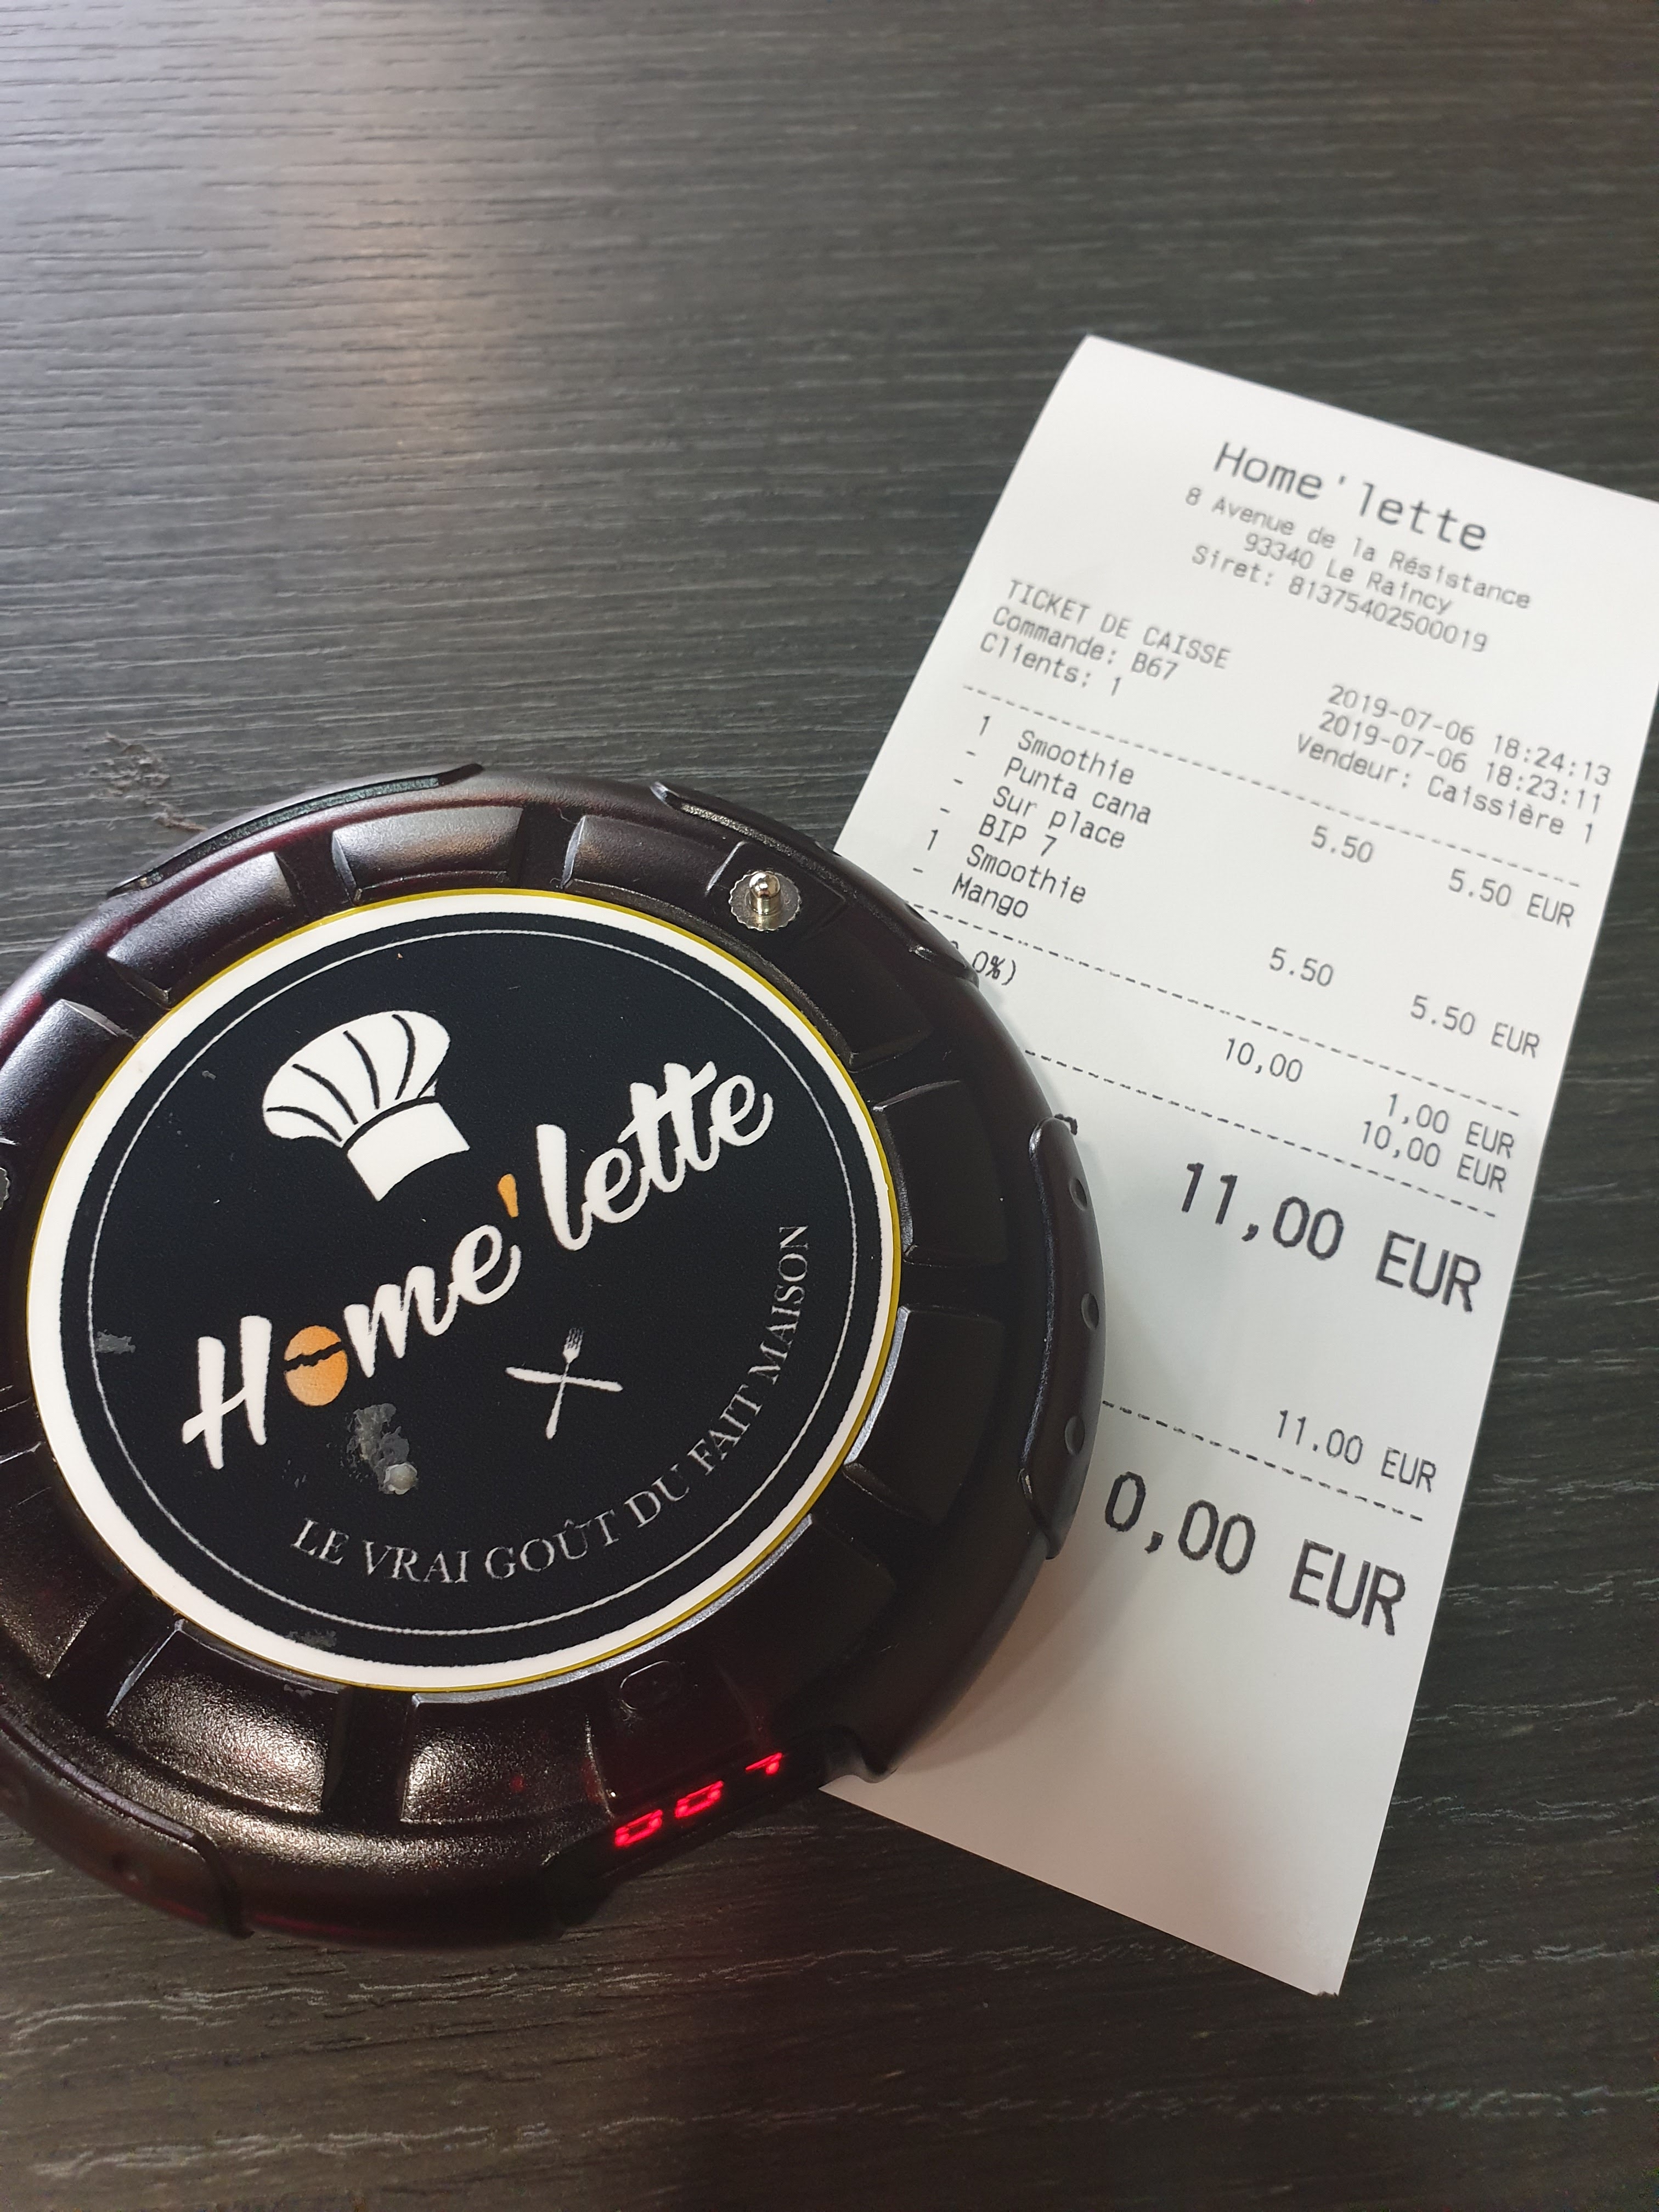 Home'lette
8 Avenue de la Résistance
93340 Le Raincy
Siret: 81375402500019
TICKET DE CAISSE
Commande: B67 2019-07-06 18:24:13
Clients: 1 2019-07-06 18:23:11
Vendeur: Caissière 1
1 Smoothie 5.50 5.50 EUR
- Punta cana
- Sur place
- BIP 7
1 Smoothie 5.50 5.50 EUR
- Mango
0%) 10,00 1,00 EUR
10,00 EUR
11,00 EUR
11.00 EUR
0,00 EUR
Home'lette
LE VRAI GOÛT DU FAIT MAISON
007